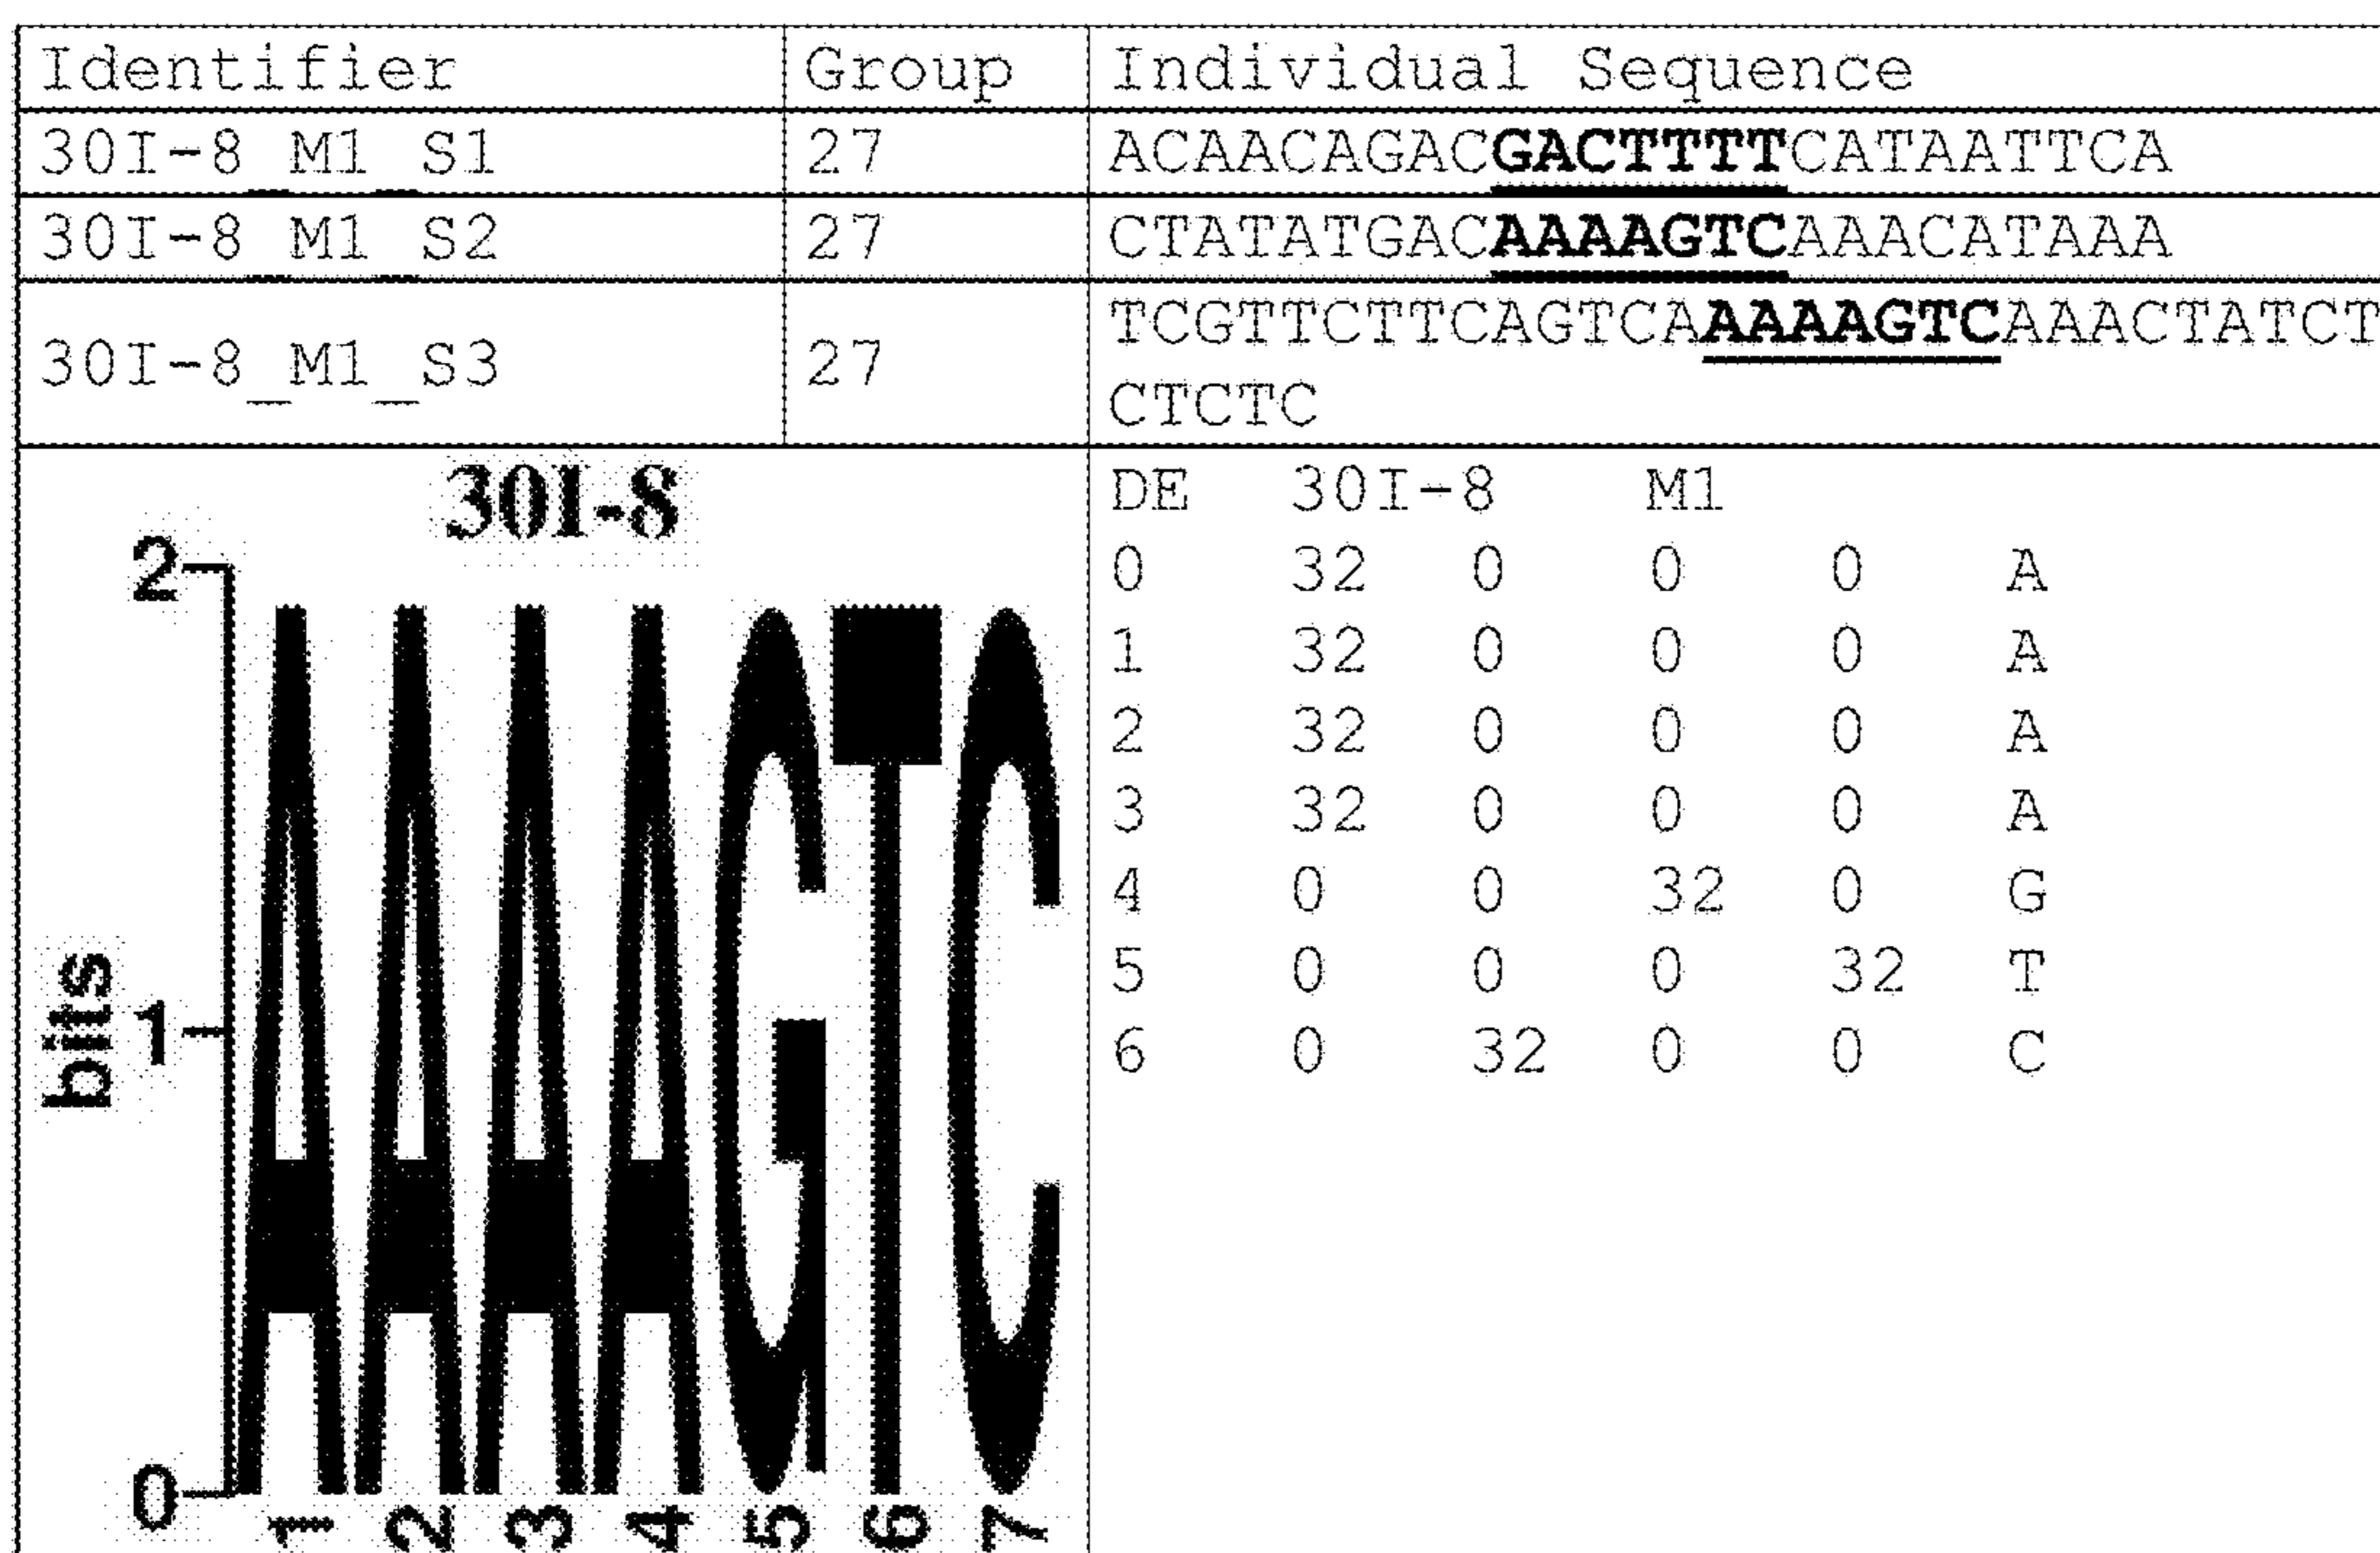 Identifier Group Individual Sequence
30I-8_M1_S1 27 ACAACAGACGACTTTTCATAATTCA
30I-8_M1_S2 27 CTATATGACAAAAGTCAAACATAAA
30I-8_M1_S3 27 TCGTTCTTCAGTCAAAAAGTCAAACTATCT
CTCTC
30I-8
2
1
0
bits
AAAAGTC
1 2 3 4 5 6 7
DE 30I-8 M1
0 32 0 0 0 A
1 32 0 0 0 A
2 32 0 0 0 A
3 32 0 0 0 A
4 0 0 32 0 G
5 0 0 0 32 T
6 0 32 0 0 C